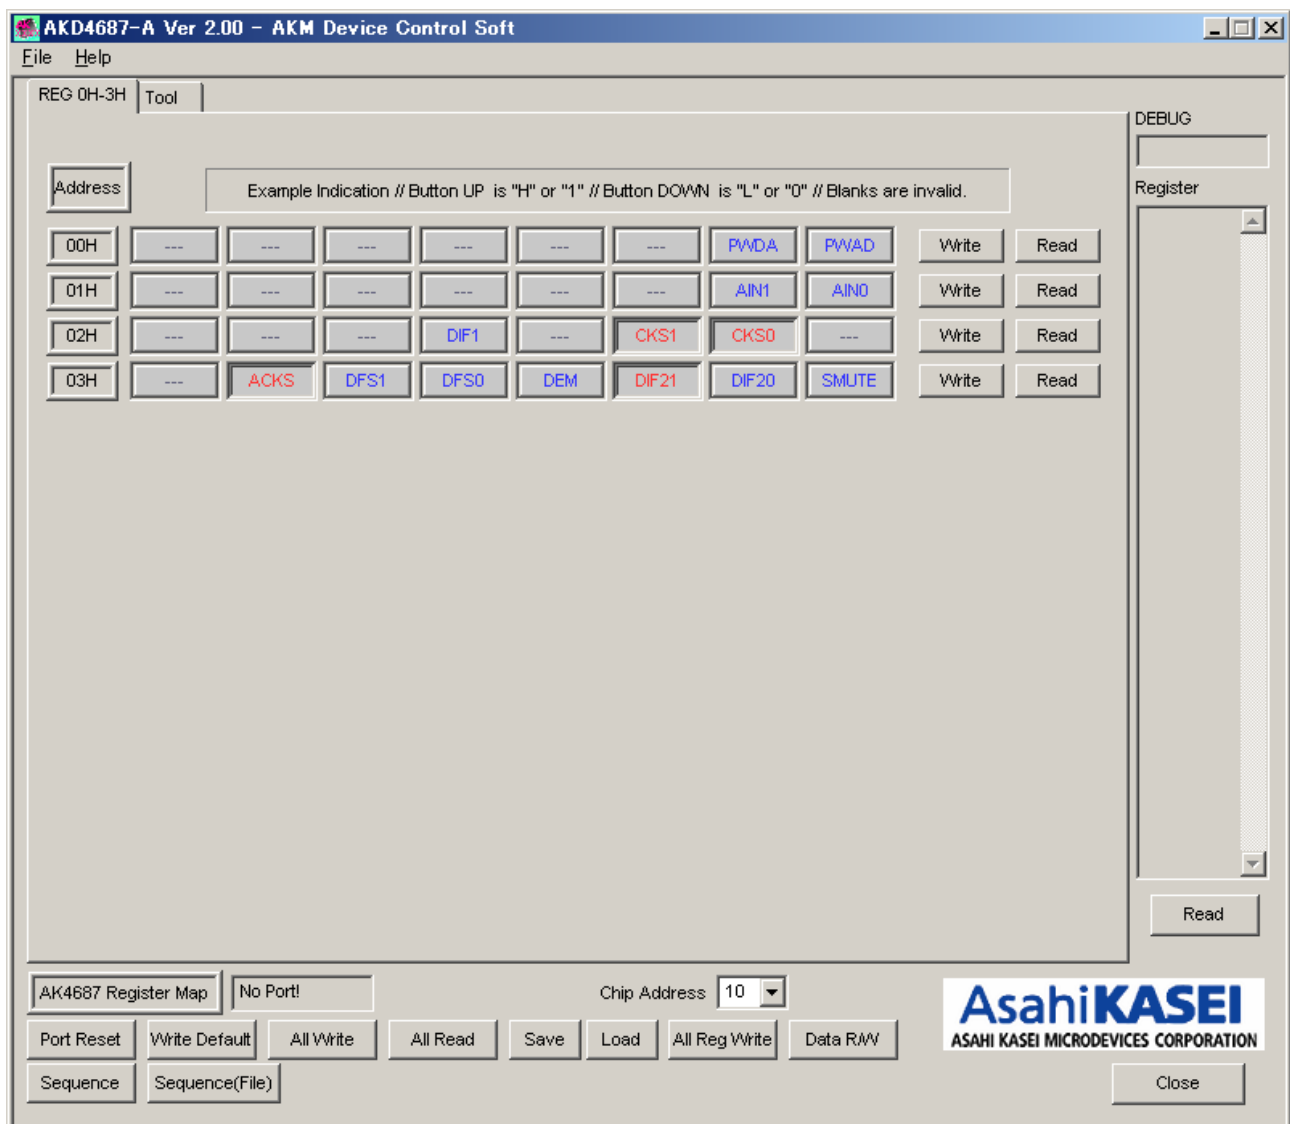 AKD4687-A Ver 2.00 - AKM Device Control Soft
File Help
REG 0H-3H Tool
DEBUG
Address Example Indication // Button UP is "H" or "1" // Button DOWN is "L" or "0" // Blanks are invalid.
Register
00H --- --- --- --- --- --- PWDA PWAD Write Read
01H --- --- --- --- --- --- AIN1 AIN0 Write Read
02H --- --- --- DIF1 --- CKS1 CKS0 --- Write Read
03H --- ACKS DFS1 DFS0 DEM DIF21 DIF20 SMUTE Write Read
Read
AK4687 Register Map No Port! Chip Address 10
AsahiKASEI
ASAHI KASEI MICRODEVICES CORPORATION
Port Reset Write Default All Write All Read Save Load All Reg Write Data R/W
Sequence Sequence(File) Close